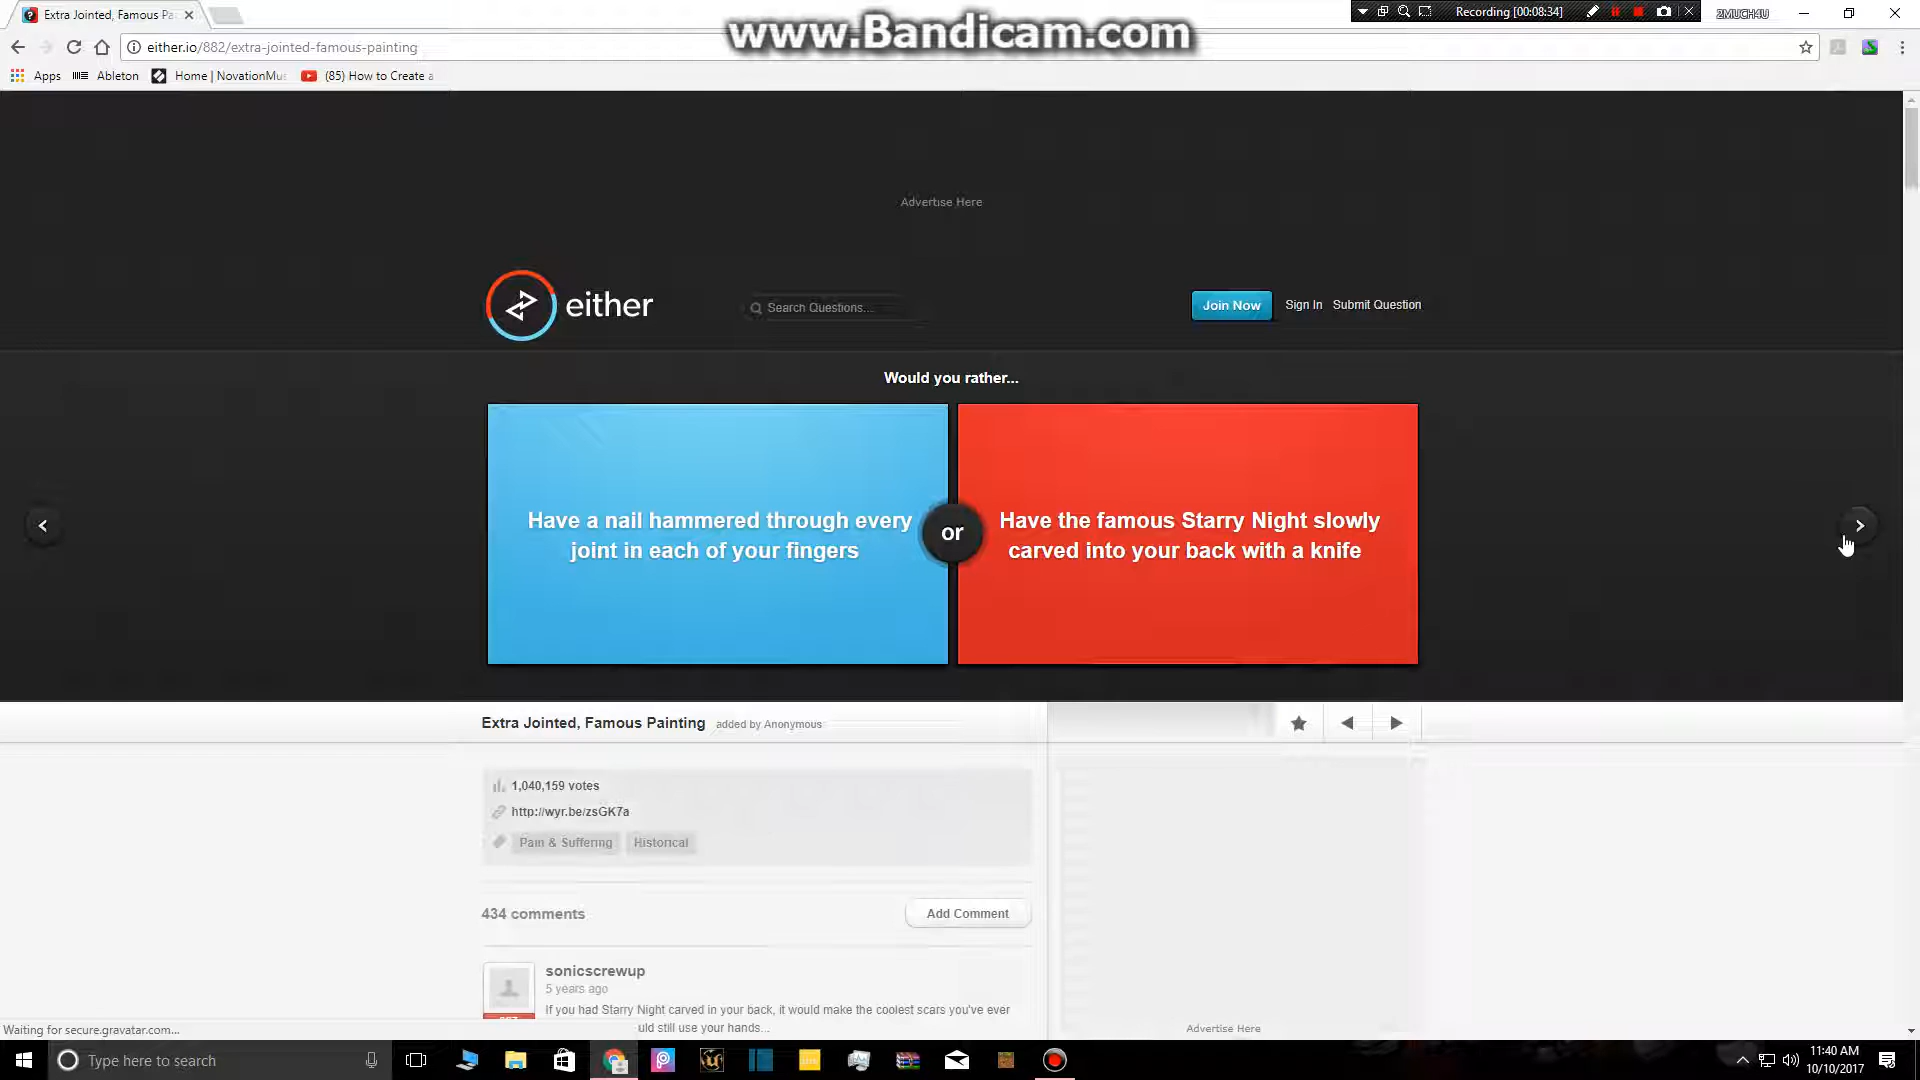 Extra Jointed, Famous Pa
www.Bandicam.com
Recording [00:08:34]
2MUCH4U
either.io/882/extra-jointed-famous-painting
Apps
Ableton
Home | NovationMus
(85) How to Create a
Advertise Here
either
Search Questions...
Join Now
Sign In
Submit Question
Would you rather...
Have a nail hammered through every
joint in each of your fingers
or
Have the famous Starry Night slowly
carved into your back with a knife
Extra Jointed, Famous Painting
added by Anonymous
1,040,159 votes
http://wyr.be/zsGK7a
Pain & Suffering
Historical
434 comments
Add Comment
sonicscrewup
5 years ago
If you had Starry Night carved in your back, it would make the coolest scars you've ever
uld still use your hands...
Advertise Here
Waiting for secure.gravatar.com...
Type here to search
11:40 AM
10/10/2017